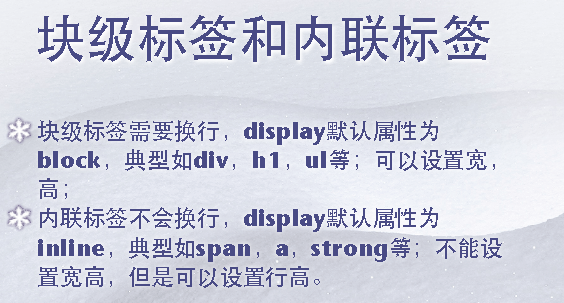 块级标签和内联标签
块级标签需要换行，display默认属性为
block，典型如div，h1，ul等；可以设置宽，
高；
内联标签不会换行，display默认属性为
inline，典型如span，a，strong等；不能设
置宽高，但是可以设置行高。